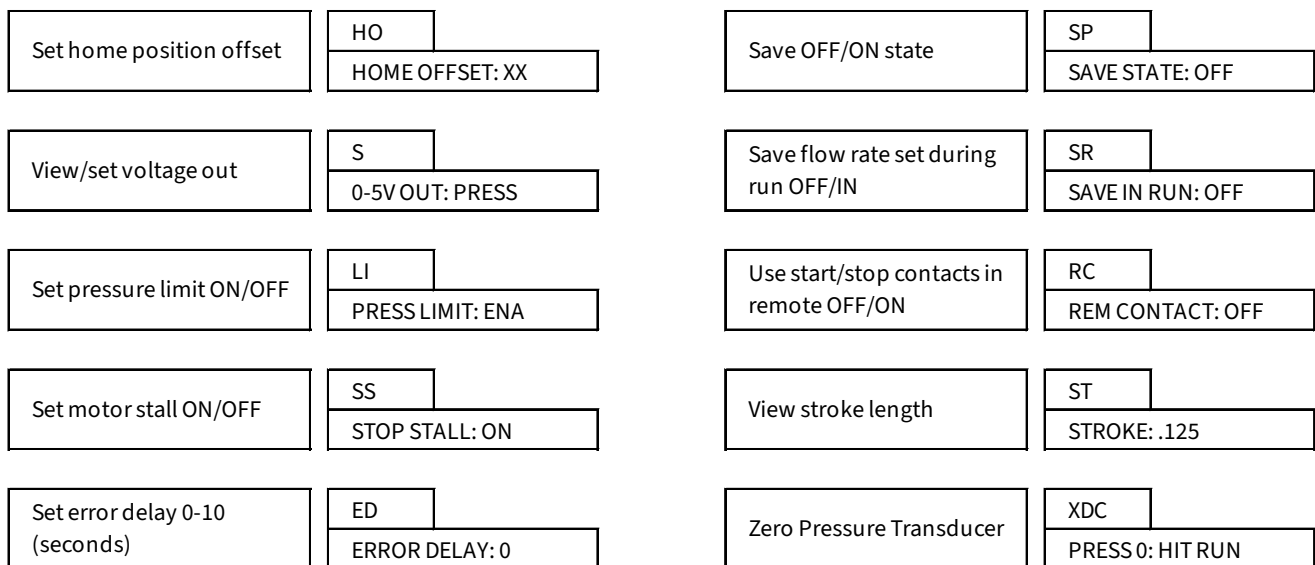 Set home position offset
HO
HOME OFFSET: XX
View/set voltage out
S
0-5V OUT: PRESS
Set pressure limit ON/OFF
LI
PRESS LIMIT: ENA
Set motor stall ON/OFF
SS
STOP STALL: ON
Set error delay 0-10
(seconds)
ED
ERROR DELAY: 0
Save OFF/ON state
SP
SAVE STATE: OFF
Save flow rate set during
run OFF/IN
SR
SAVE IN RUN: OFF
Use start/stop contacts in
remote OFF/ON
RC
REM CONTACT: OFF
View stroke length
ST
STROKE: .125
Zero Pressure Transducer
XDC
PRESS 0: HIT RUN